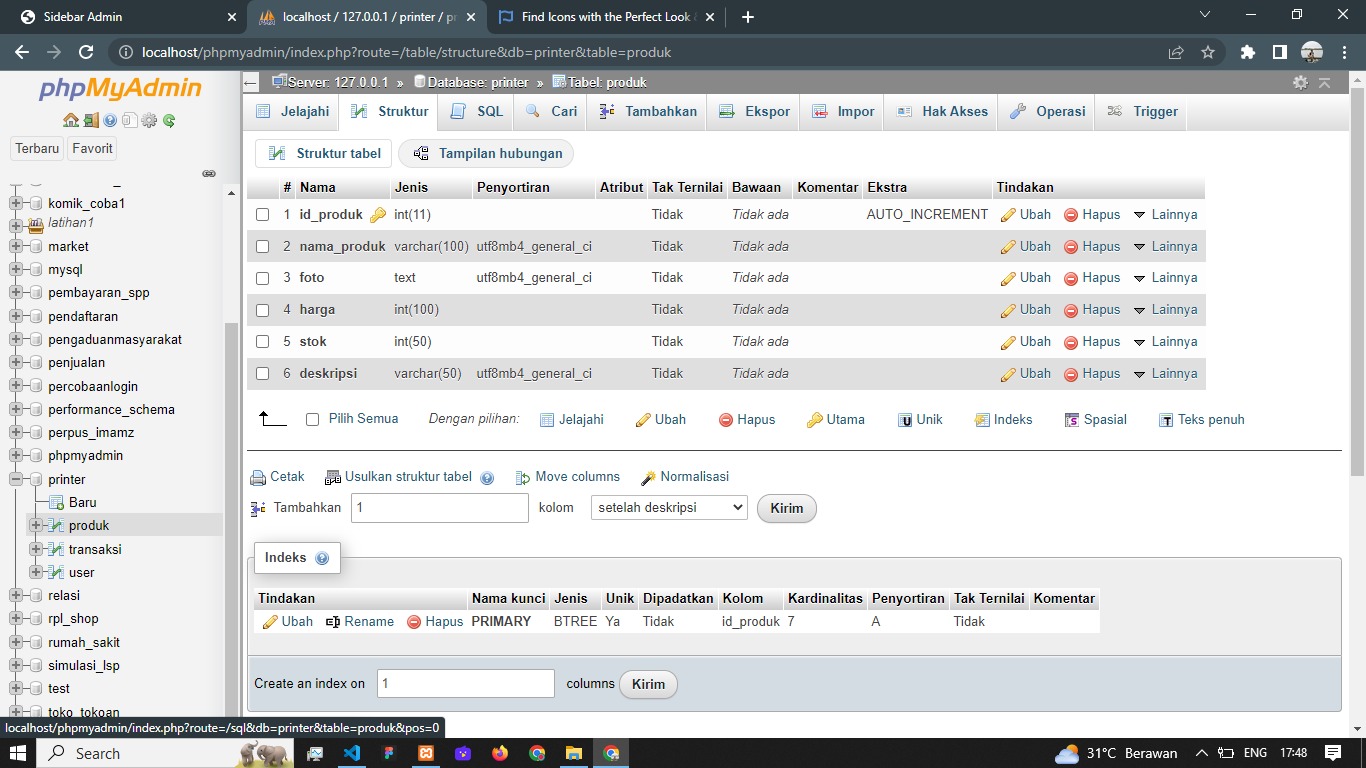 Sidebar Admin
localhost / 127.0.0.1 / printer / pr
Find Icons with the Perfect Look &
localhost/phpmyadmin/index.php?route=/table/structure&db=printer&table=produk
phpMyAdmin
Terbaru Favorit
komik_coba1
latihan1
market
mysql
pembayaran_spp
pendaftaran
pengaduanmasyarakat
penjualan
percobaanlogin
performance_schema
perpus_imamz
phpmyadmin
printer
Baru
produk
transaksi
user
relasi
rpl_shop
rumah_sakit
simulasi_lsp
test
toko_tokoan
Server: 127.0.0.1 » Database: printer » Tabel: produk
Jelajahi Struktur SQL Cari Tambahkan Ekspor Impor Hak Akses Operasi Trigger
Struktur tabel Tampilan hubungan
# Nama Jenis Penyortiran Atribut Tak Ternilai Bawaan Komentar Ekstra Tindakan
1 id_produk int(11) Tidak Tidak ada AUTO_INCREMENT Ubah Hapus Lainnya
2 nama_produk varchar(100) utf8mb4_general_ci Tidak Tidak ada Ubah Hapus Lainnya
3 foto text utf8mb4_general_ci Tidak Tidak ada Ubah Hapus Lainnya
4 harga int(100) Tidak Tidak ada Ubah Hapus Lainnya
5 stok int(50) Tidak Tidak ada Ubah Hapus Lainnya
6 deskripsi varchar(50) utf8mb4_general_ci Tidak Tidak ada Ubah Hapus Lainnya
Pilih Semua Dengan pilihan: Jelajahi Ubah Hapus Utama Unik Indeks Spasial Teks penuh
Cetak Usulkan struktur tabel Move columns Normalisasi
Tambahkan 1 kolom setelah deskripsi Kirim
Indeks
Tindakan Nama kunci Jenis Unik Dipadatkan Kolom Kardinalitas Penyortiran Tak Ternilai Komentar
Ubah Rename Hapus PRIMARY BTREE Ya Tidak id_produk 7 A Tidak
Create an index on 1 columns Kirim
localhost/phpmyadmin/index.php?route=/sql&db=printer&table=produk&pos=0
Search
31°C Berawan ENG 17:48